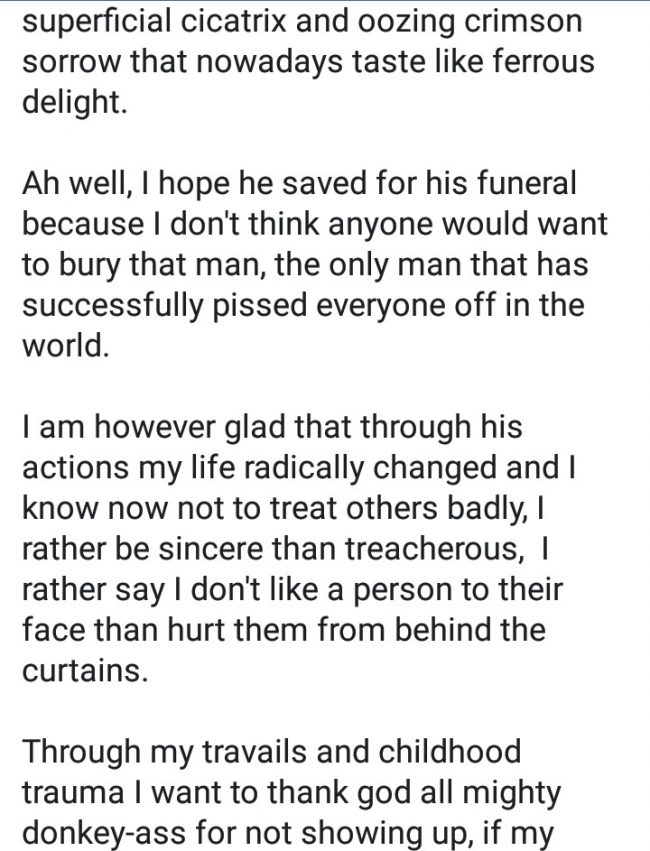 superficial cicatrix and oozing crimson
sorrow that nowadays taste like ferrous
delight.
Ah well, I hope he saved for his funeral
because I don't think anyone would want
to bury that man, the only man that has
successfully pissed everyone off in the
world.
I am however glad that through his
actions my life radically changed and I
know now not to treat others badly, I
rather be sincere than treacherous,  I
rather say I don't like a person to their
face than hurt them from behind the
curtains.
Through my travails and childhood
trauma I want to thank god all mighty
donkey-ass for not showing up, if my